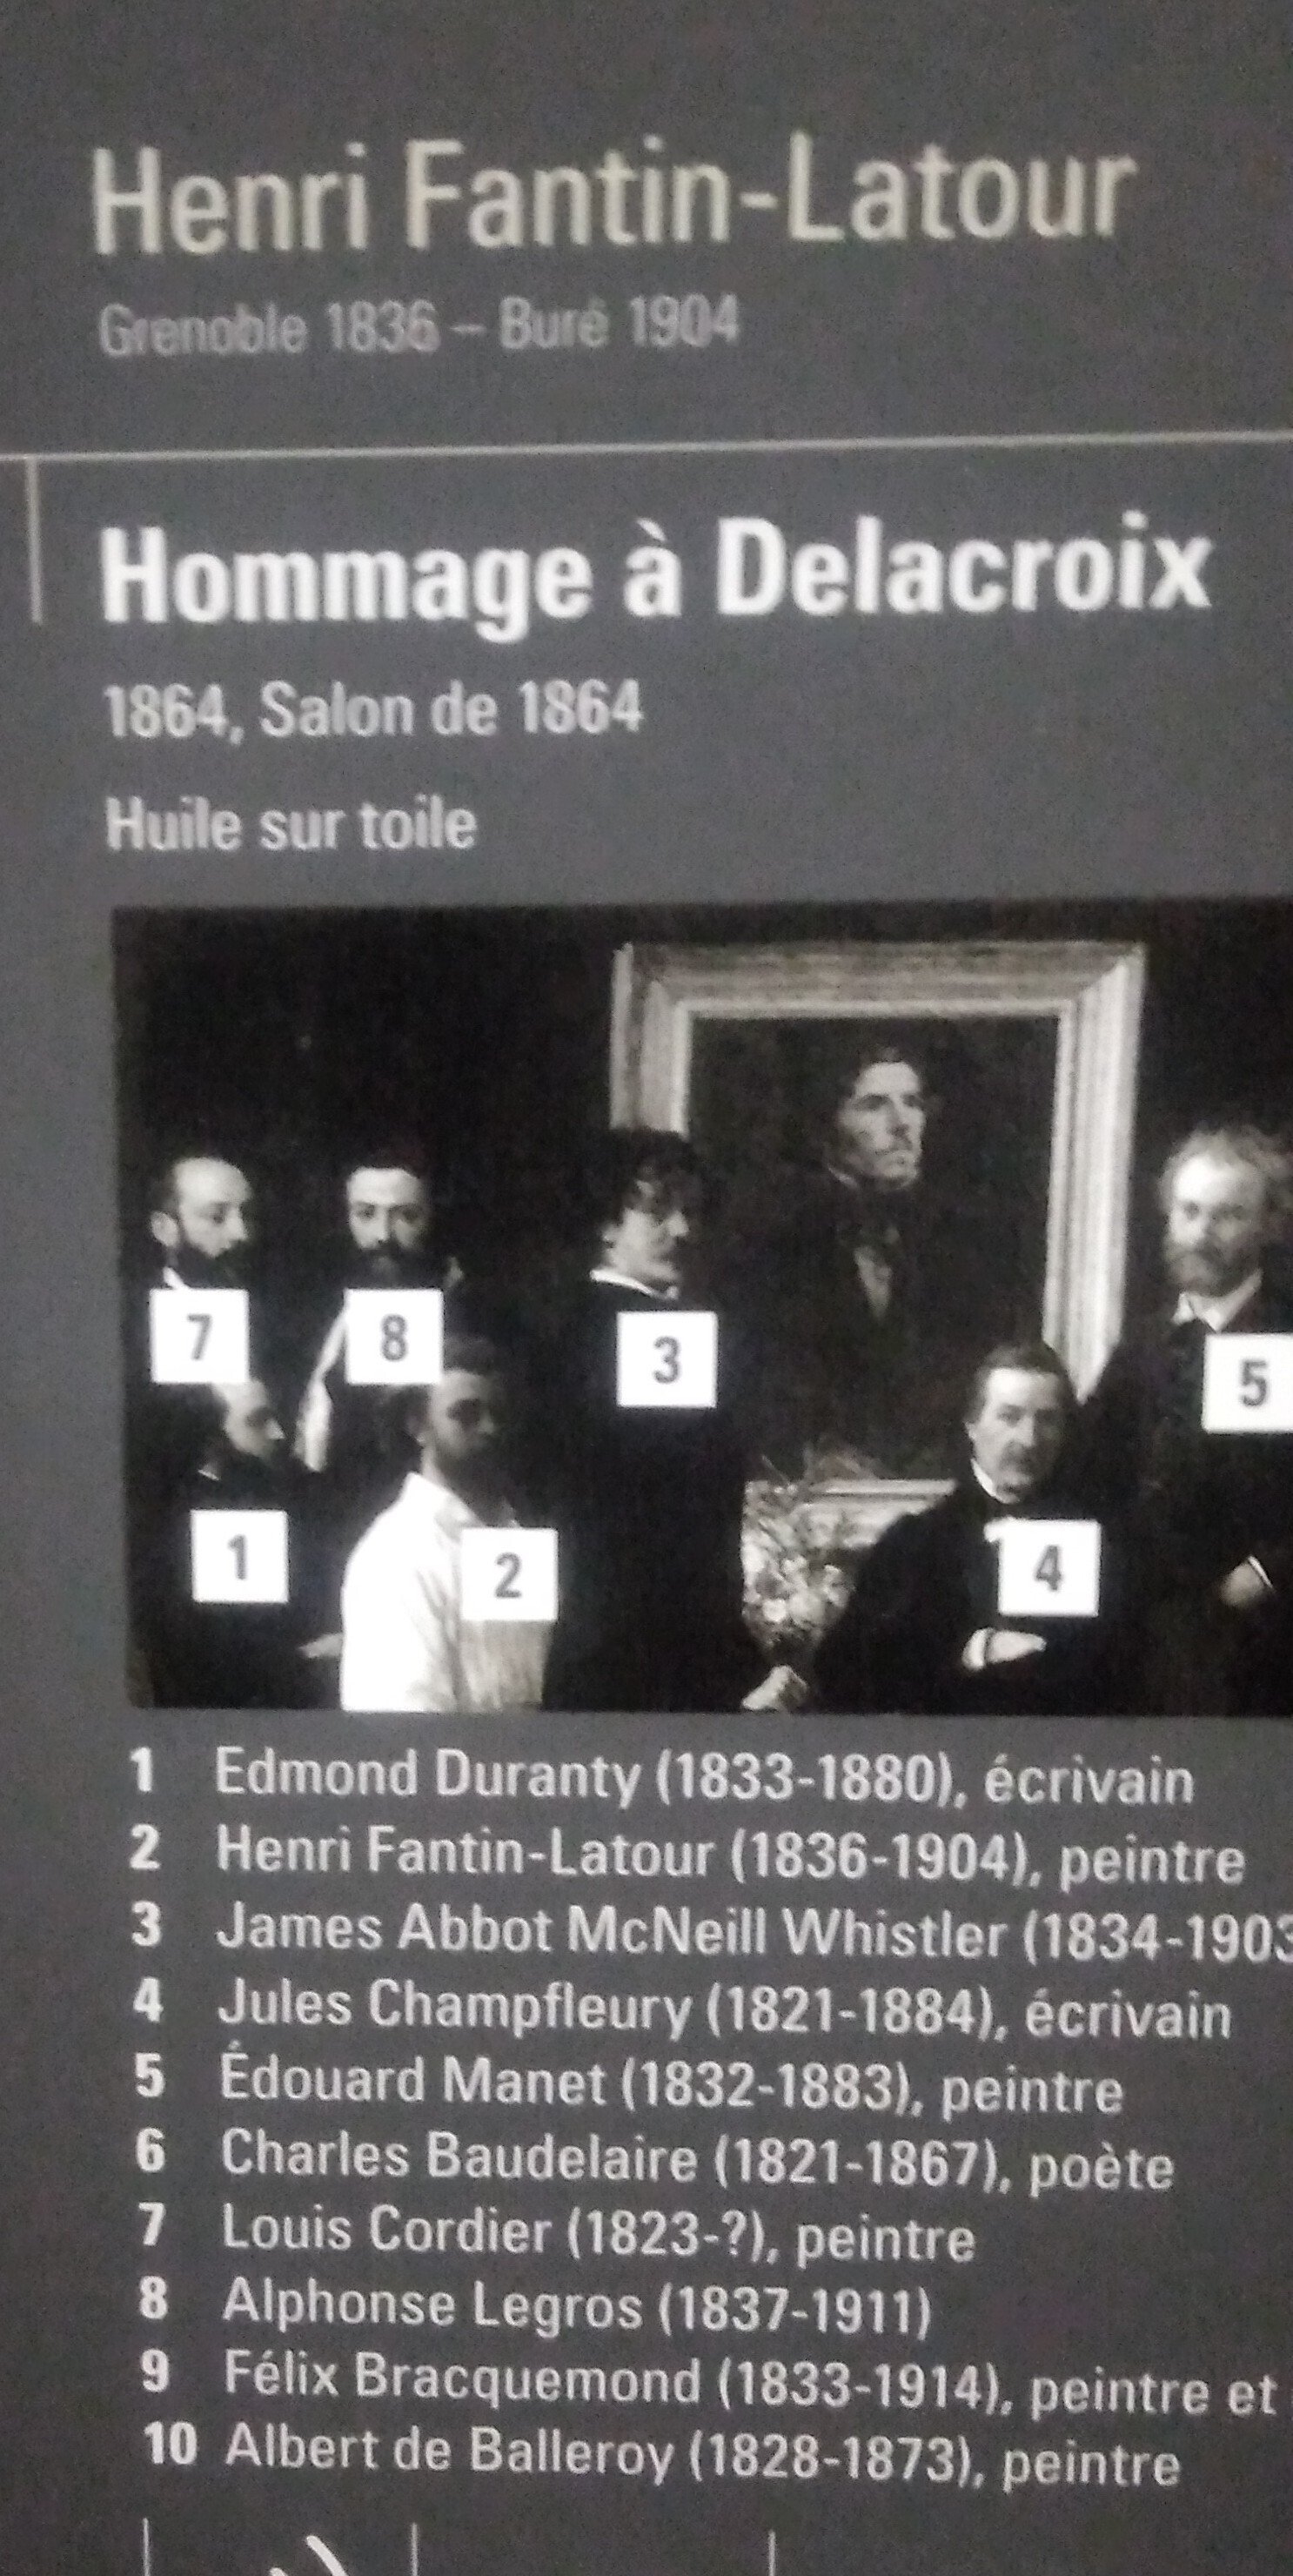 Henri Fantin-Latour
Grenoble 1836 – Buré 1904
Hommage à Delacroix
1864, Salon de 1864
Huile sur toile
7 8 3 5
1 2 4
1 Edmond Duranty (1833-1880), écrivain
2 Henri Fantin-Latour (1836-1904), peintre
3 James Abbot McNeill Whistler (1834-1903
4 Jules Champfleury (1821-1884), écrivain
5 Édouard Manet (1832-1883), peintre
6 Charles Baudelaire (1821-1867), poète
7 Louis Cordier (1823-?), peintre
8 Alphonse Legros (1837-1911)
9 Félix Bracquemond (1833-1914), peintre et
10 Albert de Balleroy (1828-1873), peintre